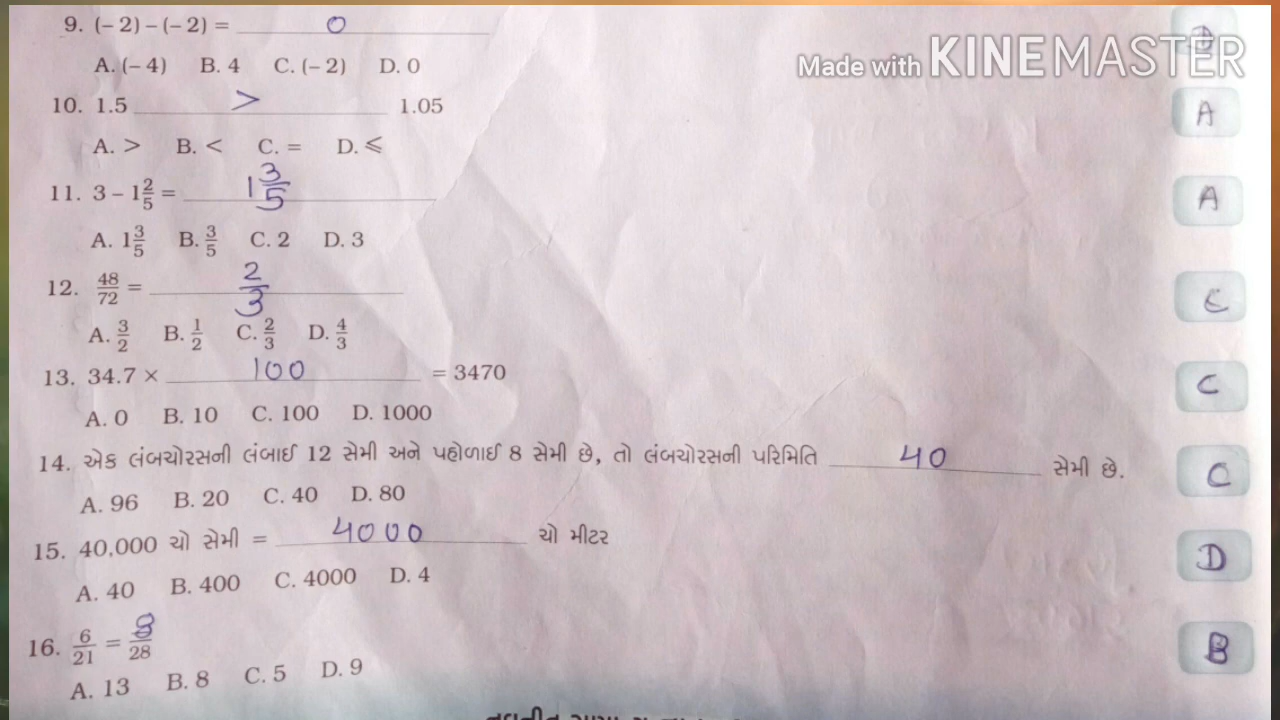 9. (– 2) – (– 2) = 0
Made with KINEMASTER
A. (– 4) B. 4 C. (– 2) D. 0
10. 1.5 > 1.05 A
A. > B. < C. = D. ⩽
11. 3 – 1 2/5 = 1 3/5 A
A. 1 3/5 B. 3/5 C. 2 D. 3
12. 48/72 = 2/3 C
A. 3/2 B. 1/2 C. 2/3 D. 4/3
13. 34.7 × 100 = 3470 C
A. 0 B. 10 C. 100 D. 1000
14. એક લંબચોરસની લંબાઈ 12 સેમી અને પહોળાઈ 8 સેમી છે, તો લંબચોરસની પરિમિતિ 40 સેમી છે. C
A. 96 B. 20 C. 40 D. 80
15. 40,000 ચો સેમી = 4000 ચો મીટર D
A. 40 B. 400 C. 4000 D. 4
16. 6/21 = 8/28 B
A. 13 B. 8 C. 5 D. 9